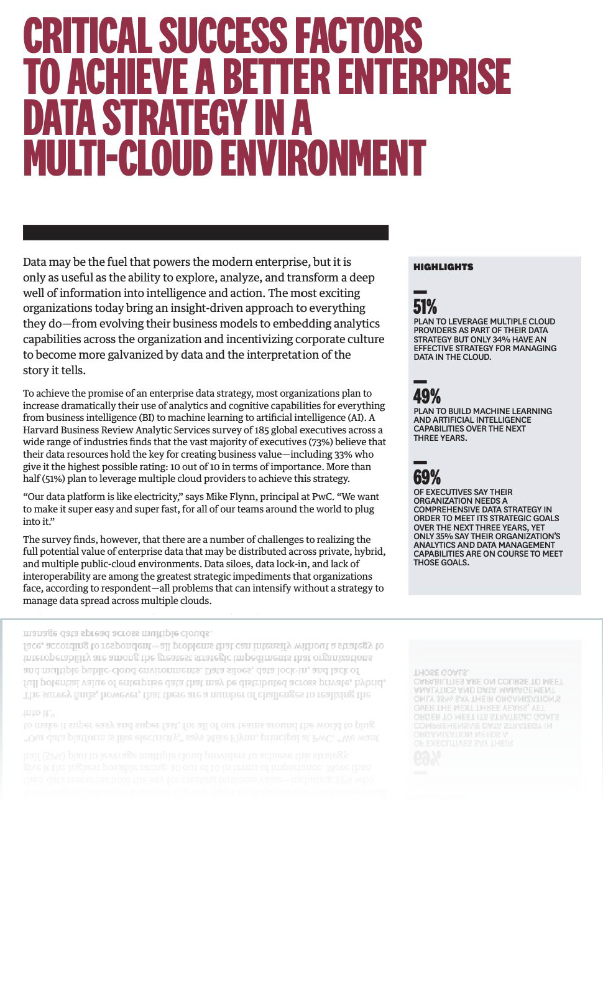 CRITICAL SUCCESS FACTORS
TO ACHIEVE A BETTER ENTERPRISE
DATA STRATEGY IN A
MULTI-CLOUD ENVIRONMENT
Data may be the fuel that powers the modern enterprise, but it is
only as useful as the ability to explore, analyze, and transform a deep
well of information into intelligence and action. The most exciting
organizations today bring an insight-driven approach to everything
they do—from evolving their business models to embedding analytics
capabilities across the organization and incentivizing corporate culture
to become more galvanized by data and the interpretation of the
story it tells.
To achieve the promise of an enterprise data strategy, most organizations plan to
increase dramatically their use of analytics and cognitive capabilities for everything
from business intelligence (BI) to machine learning to artificial intelligence (AI). A
Harvard Business Review Analytic Services survey of 185 global executives across a
wide range of industries finds that the vast majority of executives (73%) believe that
their data resources hold the key for creating business value—including 33% who
give it the highest possible rating: 10 out of 10 in terms of importance. More than
half (51%) plan to leverage multiple cloud providers to achieve this strategy.
“Our data platform is like electricity,” says Mike Flynn, principal at PwC. “We want
to make it super easy and super fast, for all of our teams around the world to plug
into it.”
The survey finds, however, that there are a number of challenges to realizing the
full potential value of enterprise data that may be distributed across private, hybrid,
and multiple public-cloud environments. Data siloes, data lock-in, and lack of
interoperability are among the greatest strategic impediments that organizations
face, according to respondent—all problems that can intensify without a strategy to
manage data spread across multiple clouds.
HIGHLIGHTS
51%
PLAN TO LEVERAGE MULTIPLE CLOUD
PROVIDERS AS PART OF THEIR DATA
STRATEGY BUT ONLY 34% HAVE AN
EFFECTIVE STRATEGY FOR MANAGING
DATA IN THE CLOUD.
49%
PLAN TO BUILD MACHINE LEARNING
AND ARTIFICIAL INTELLIGENCE
CAPABILITIES OVER THE NEXT
THREE YEARS.
69%
OF EXECUTIVES SAY THEIR
ORGANIZATION NEEDS A
COMPREHENSIVE DATA STRATEGY IN
ORDER TO MEET ITS STRATEGIC GOALS
OVER THE NEXT THREE YEARS, YET
ONLY 35% SAY THEIR ORGANIZATION’S
ANALYTICS AND DATA MANAGEMENT
CAPABILITIES ARE ON COURSE TO MEET
THOSE GOALS.